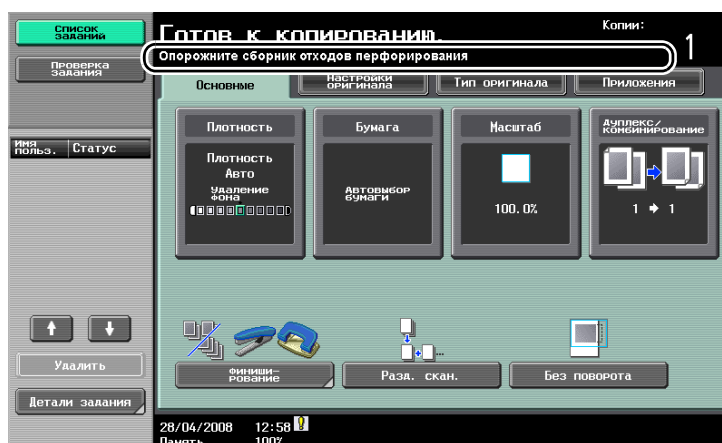 Список
задании
Проверка
задания
Имя
польз.
Статус
Удалить
Детали задания
Готов к копированию.
Копии:
1
Опорожните сборник отходов перфорирования
Основные
Настройки
оригинала
Тип оригинала
Приложения
Плотность
Плотность
Авто
Удаление
фона
Бумага
Автовыбор
бумаги
Масштаб
100.0%
Дуплекс/
комбинирование
1 → 1
Финиши-
рование
Разд. скан.
Без поворота
28/04/2008 12:58
Память 100%